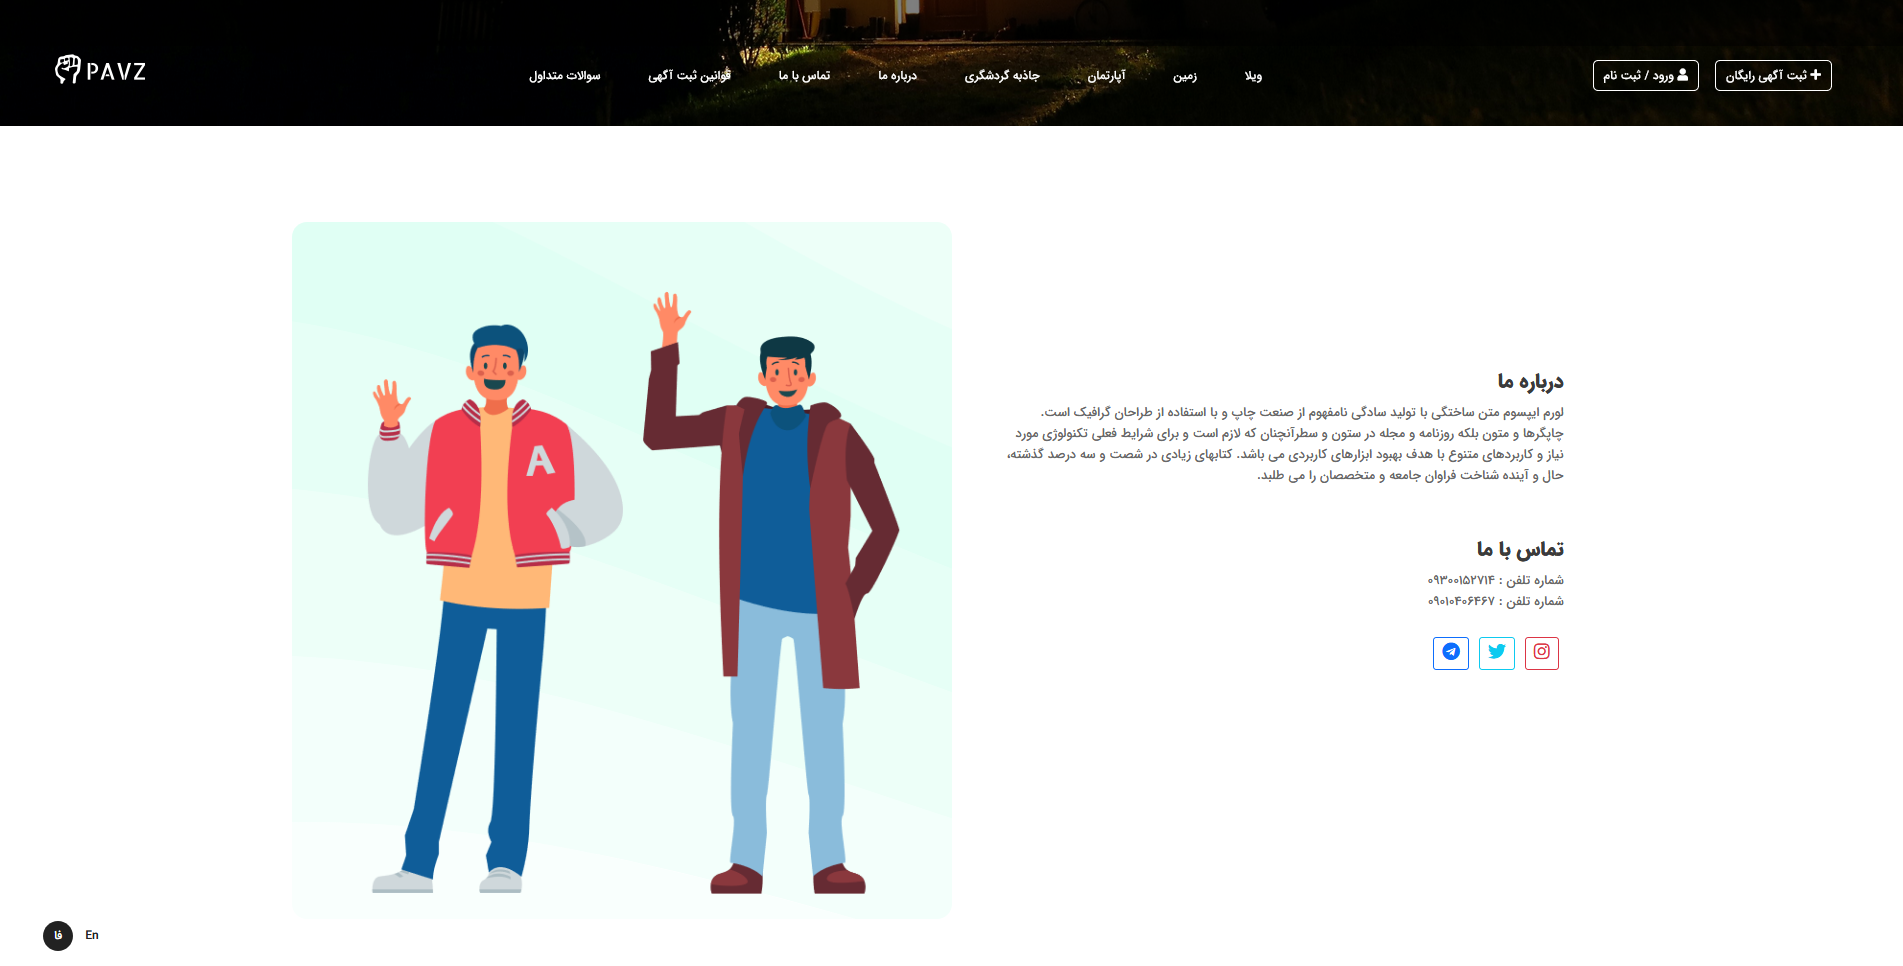 ثبت آگهی رایگان
ورود / ثبت نام
ویلا
زمین
آپارتمان
جاذبه گردشگری
درباره ما
تماس با ما
قوانین ثبت آگهی
سوالات متداول
PAVZ
درباره ما
لورم ایپسوم متن ساختگی با تولید سادگی نامفهوم از صنعت چاپ و با استفاده از طراحان گرافیک است.
چاپگرها و متون بلکه روزنامه و مجله در ستون و سطرآنچنان که لازم است و برای شرایط فعلی تکنولوژی مورد
نیاز و کاربردهای متنوع با هدف بهبود ابزارهای کاربردی می باشد. کتابهای زیادی در شصت و سه درصد گذشته،
حال و آینده شناخت فراوان جامعه و متخصصان را می طلبد.
A
تماس با ما
شماره تلفن : ۰۹۳۰۰۱۵۲۷۱۴
شماره تلفن : ۰۹۰۱۰۴۰۶۴۶۷
فا
En